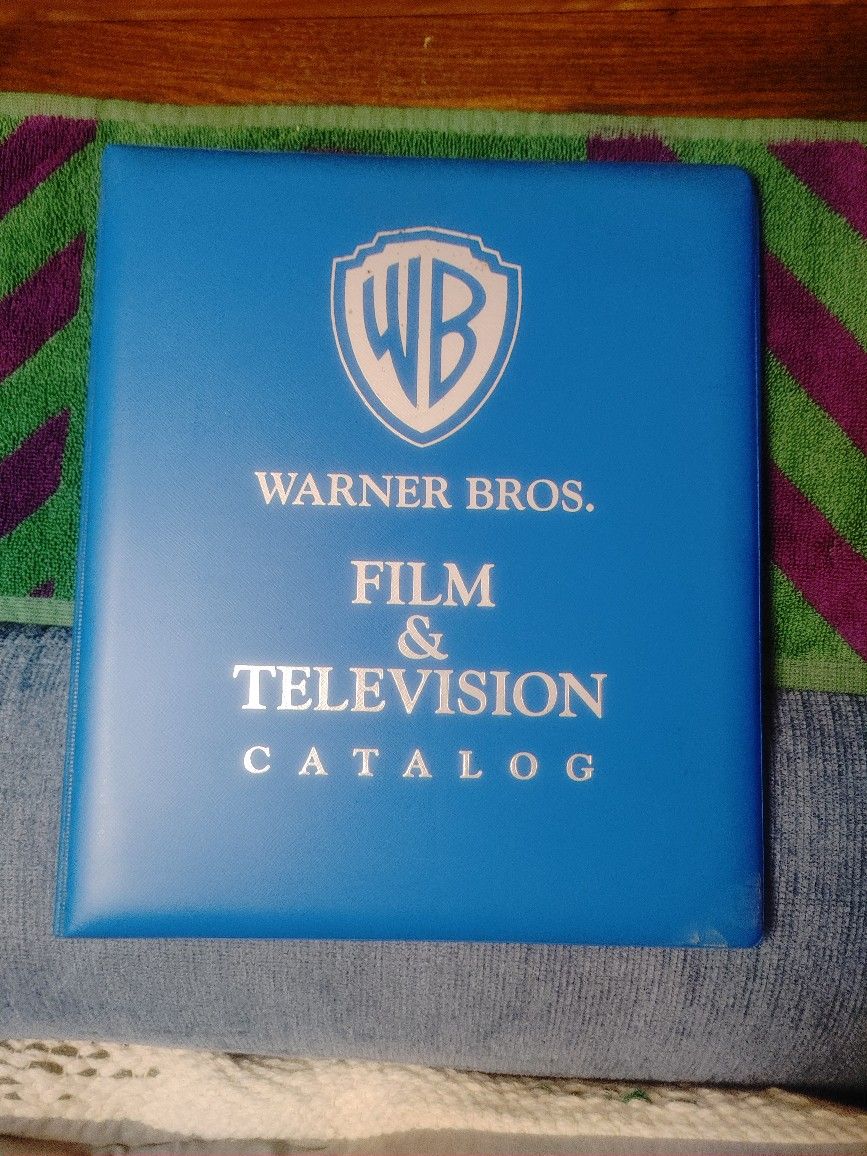 WB
WARNER BROS.
FILM
&
TELEVISION
CATALOG